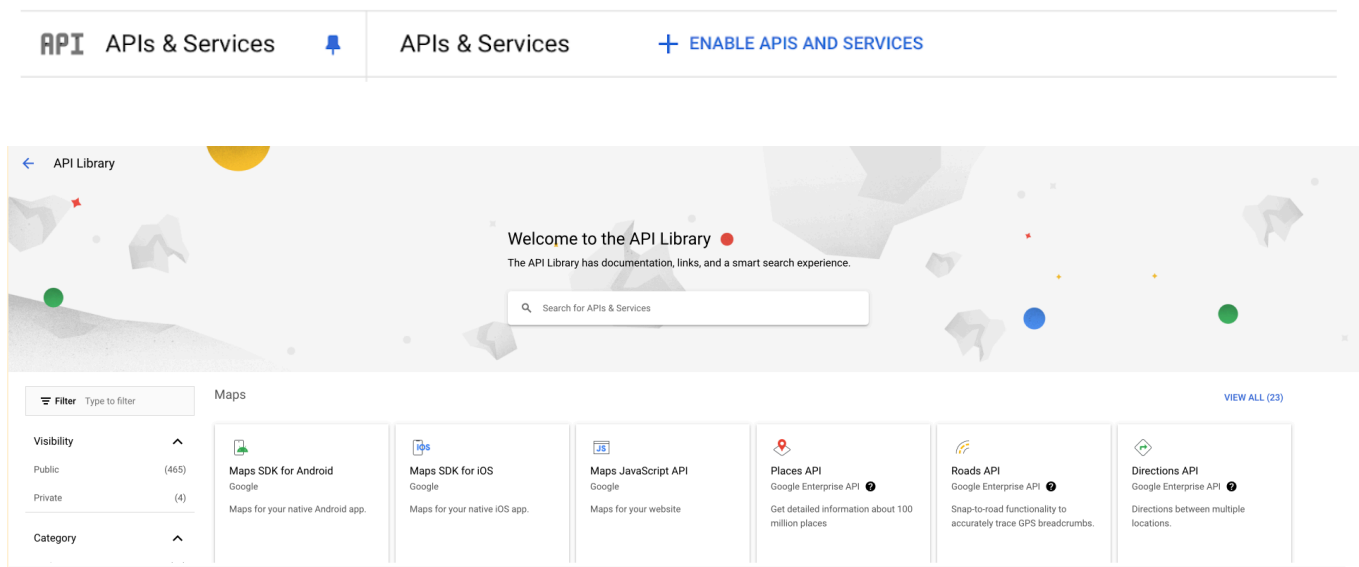 API APIs & Services APIs & Services + ENABLE APIS AND SERVICES
API Library
Welcome to the API Library
The API Library has documentation, links, and a smart search experience.
Search for APIs & Services
Filter Type to filter
Visibility
Public (465)
Private (4)
Category
Maps VIEW ALL (23)
Maps SDK for Android
Google
Maps for your native Android app.
iOS
Maps SDK for iOS
Google
Maps for your native iOS app.
JS
Maps JavaScript API
Google
Maps for your website
Places API
Google Enterprise API ?
Get detailed information about 100
million places
Roads API
Google Enterprise API ?
Snap-to-road functionality to
accurately trace GPS breadcrumbs.
Directions API
Google Enterprise API ?
Directions between multiple
locations.